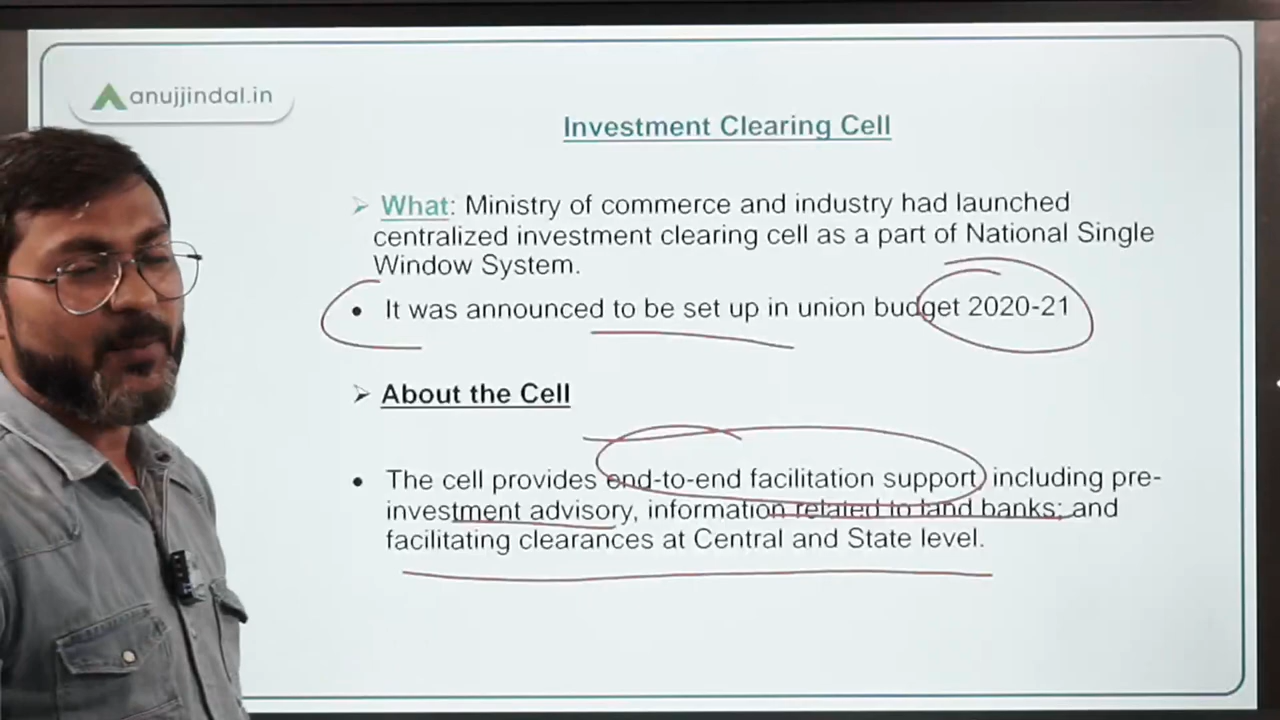 anujjindal.in
Investment Clearing Cell
➢ What: Ministry of commerce and industry had launched
centralized investment clearing cell as a part of National Single
Window System.
• It was announced to be set up in union budget 2020-21
➢ About the Cell
• The cell provides end-to-end facilitation support including pre-
investment advisory, information related to land banks; and
facilitating clearances at Central and State level.